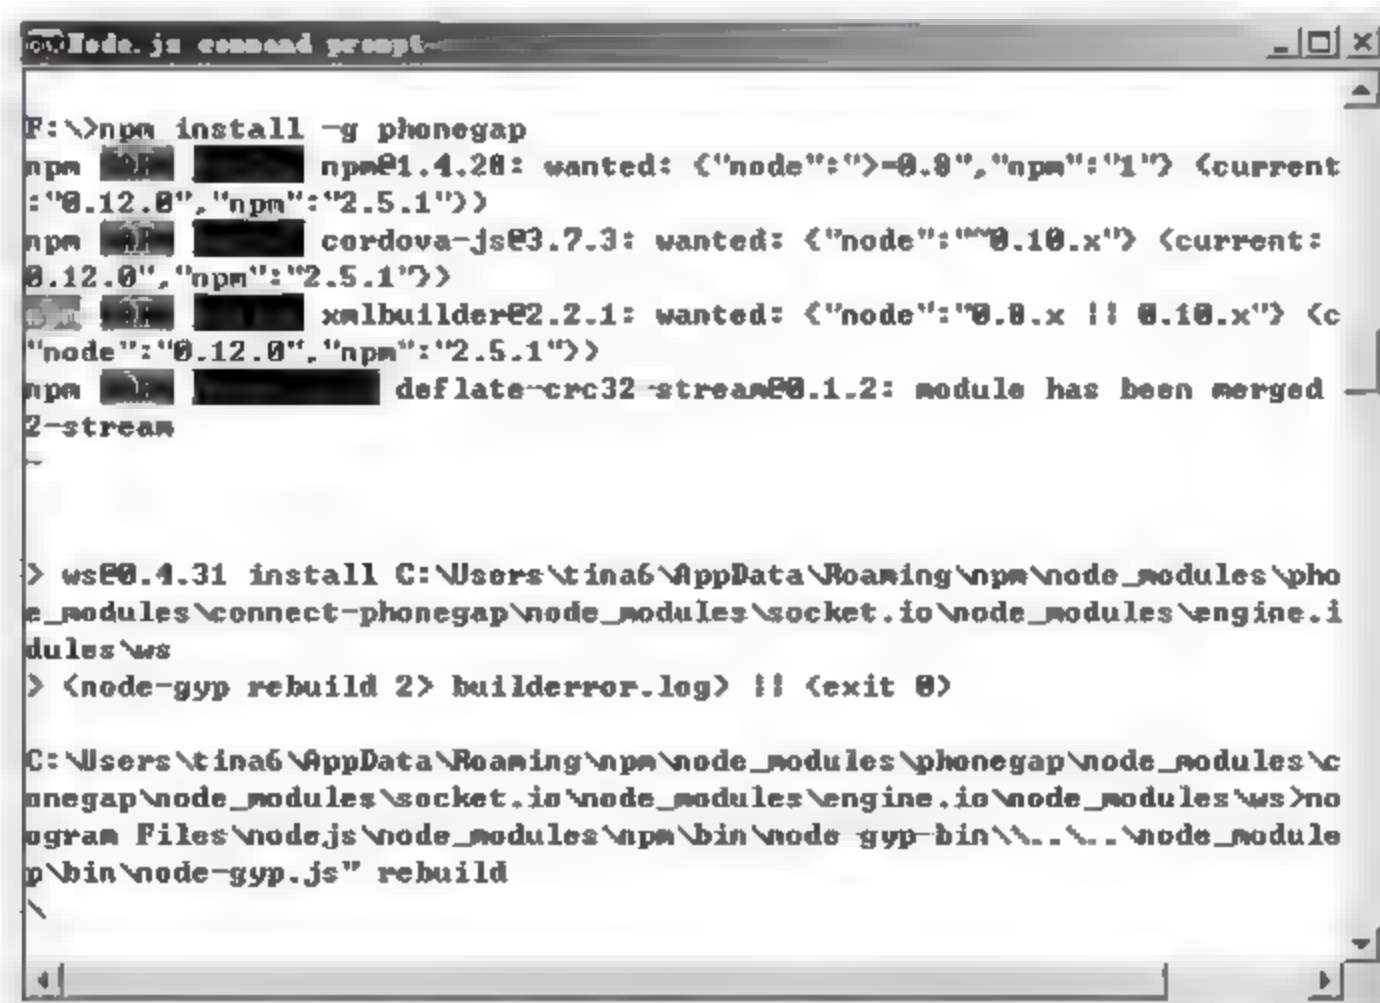 Node.js command prompt
F:\>npm install -g phonegap
npm npm@1.4.28: wanted: {"node":">=0.8","npm":"1"} (current
:"0.12.0","npm":"2.5.1"})
npm cordova-js@3.7.3: wanted: {"node":"~0.10.x"} (current:
0.12.0","npm":"2.5.1"})
xmlbuilder@2.2.1: wanted: {"node":"0.8.x || 0.10.x"} (c
"node":"0.12.0","npm":"2.5.1"})
npm deflate-crc32-stream@0.1.2: module has been merged
2-stream
> ws@0.4.31 install C:\Users\tina6\AppData\Roaming\npm\node_modules\pho
e_modules\connect-phonegap\node_modules\socket.io\node_modules\engine.i
dules\ws
> (node-gyp rebuild 2> builderror.log) || (exit 0)
C:\Users\tina6\AppData\Roaming\npm\node_modules\phonegap\node_modules\c
onegap\node_modules\socket.io\node_modules\engine.io\node_modules\ws>no
ogram Files\nodejs\node_modules\npm\bin\node-gyp-bin\\..\..\node_module
p\bin\node-gyp.js" rebuild
\